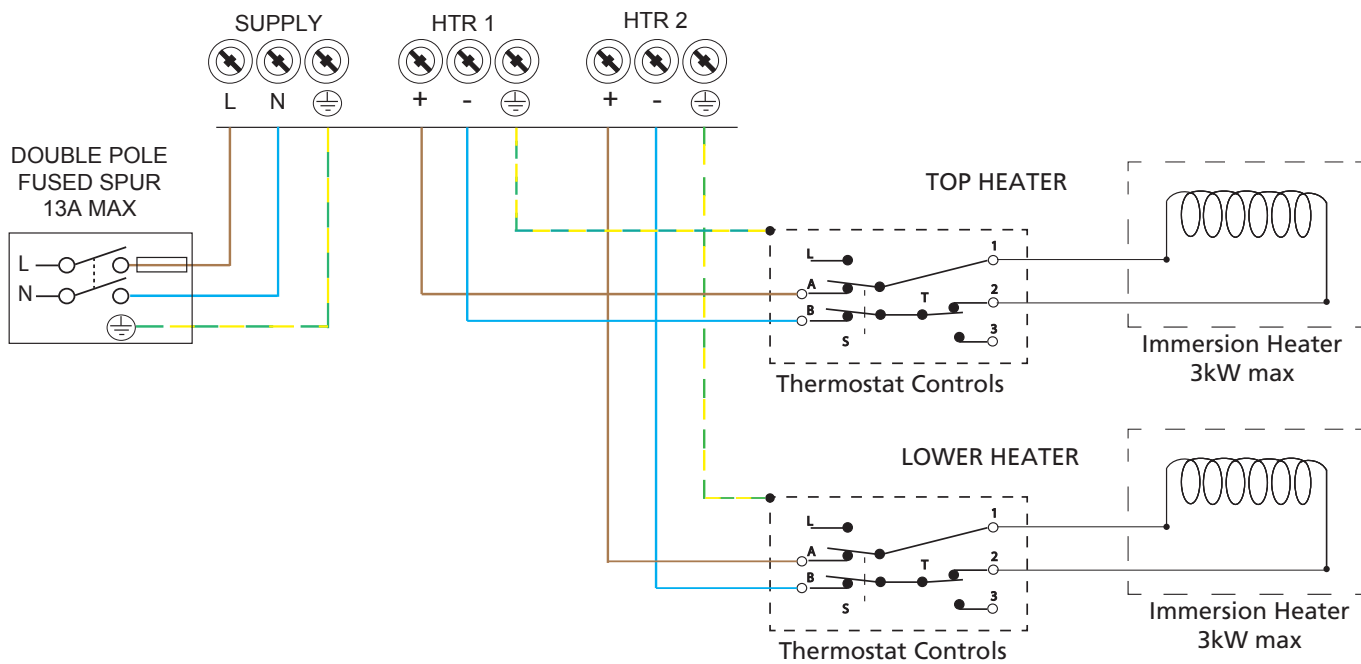 SUPPLY
HTR 1
HTR 2
L N
+ -
+ -
DOUBLE POLE
FUSED SPUR
13A MAX
L
N
TOP HEATER
L
A
B
S
T
1
2
3
Thermostat Controls
Immersion Heater
3kW max
LOWER HEATER
L
A
B
S
T
1
2
3
Thermostat Controls
Immersion Heater
3kW max